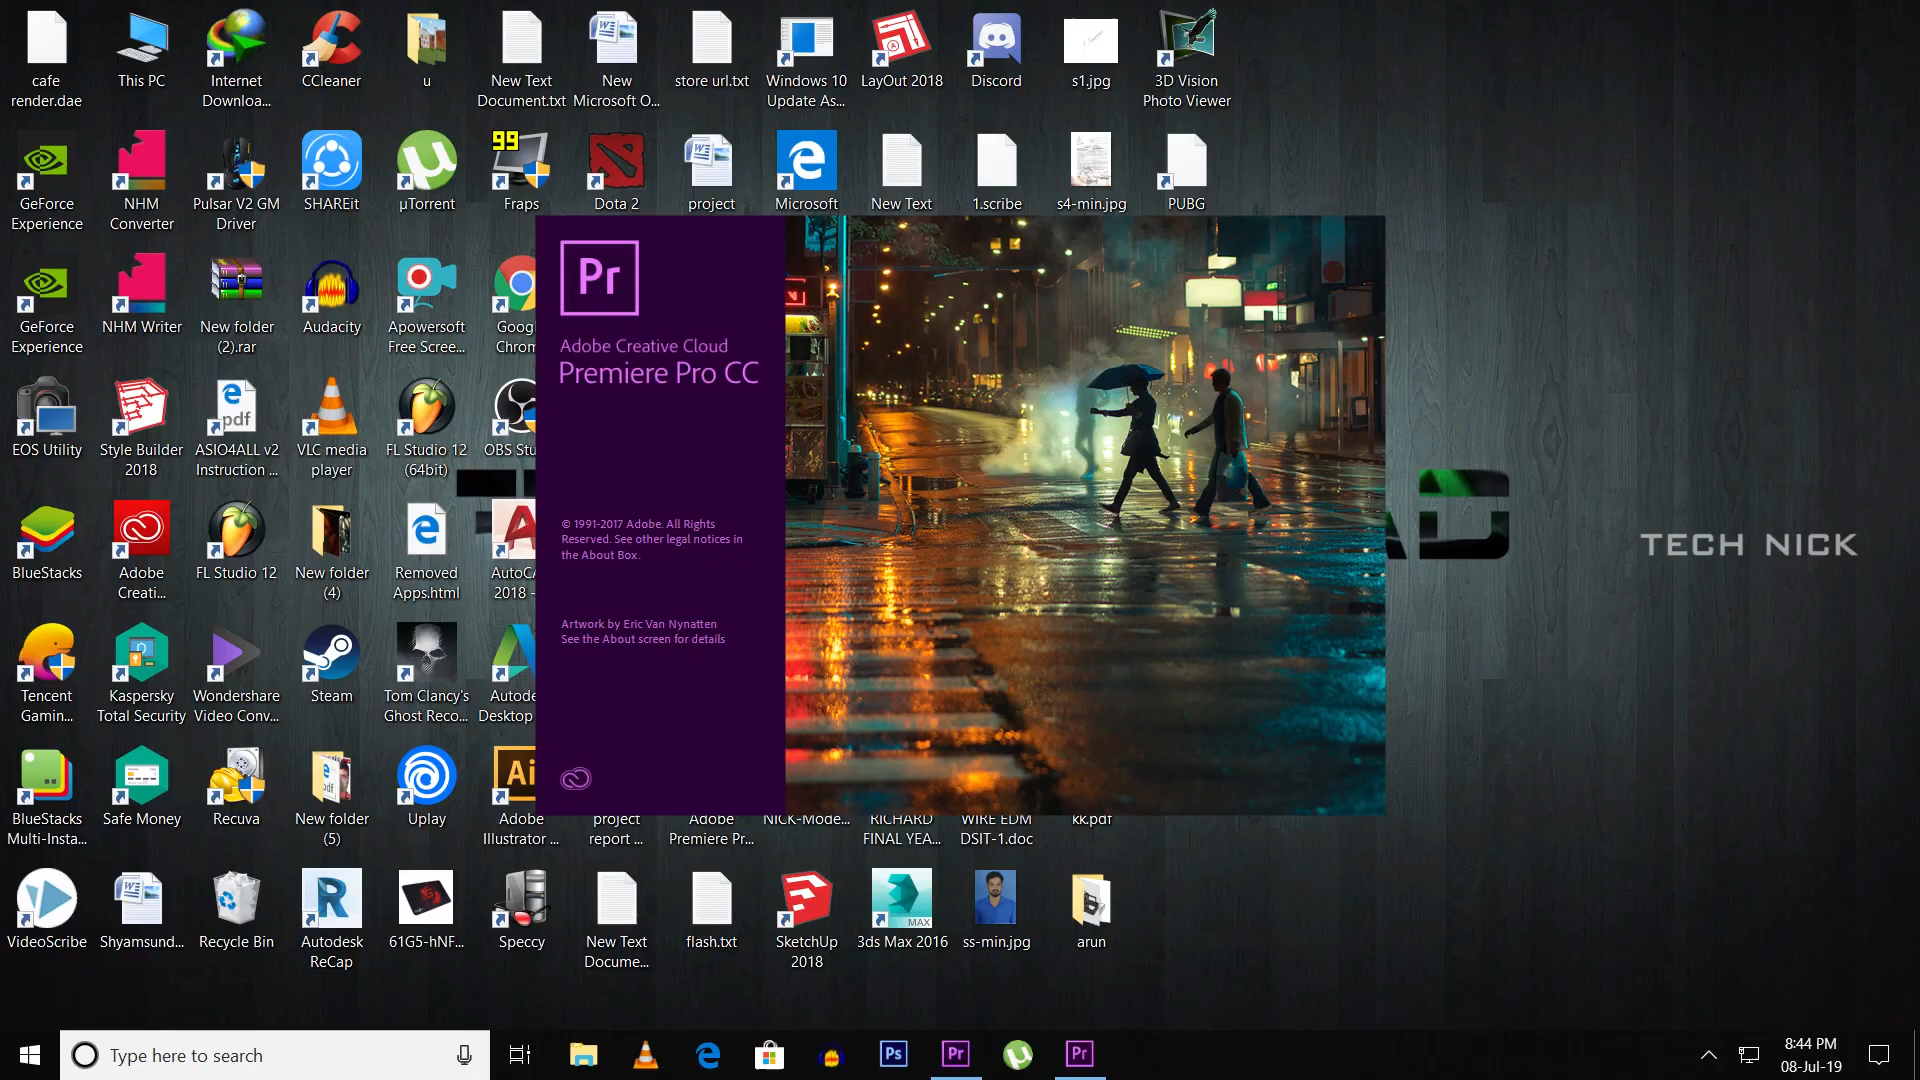 cafe
render.dae
This PC
Internet
Downloa...
CCleaner
u
New Text
Document.txt
New
Microsoft O...
store url.txt
Windows 10
Update As...
LayOut 2018
Discord
s1.jpg
3D Vision
Photo Viewer
GeForce
Experience
NHM
Converter
Pulsar V2 GM
Driver
SHAREit
µTorrent
99
Fraps
Dota 2
project
Microsoft
New Text
1.scribe
s4-min.jpg
PUBG
GeForce
Experience
NHM Writer
New folder
(2).rar
Audacity
Apowersoft
Free Scree...
Googl
Chrom
EOS Utility
Style Builder
2018
pdf
ASIO4ALL v2
Instruction ...
VLC media
player
FL Studio 12
(64bit)
OBS Stu
BlueStacks
Adobe
Creati...
FL Studio 12
New folder
(4)
Removed
Apps.html
AutoCA
2018 -
Tencent
Gamin...
Kaspersky
Total Security
Wondershare
Video Conv...
Steam
Tom Clancy's
Ghost Reco...
Autode
Desktop
BlueStacks
Multi-Insta...
Safe Money
Recuva
New folder
(5)
Uplay
Ai
Adobe
Illustrator ...
project
report ...
Adobe
Premiere Pr...
NICK-Mode...
RICHARD
FINAL YEA...
WIRE EDM
DSIT-1.doc
kk.pdf
VideoScribe
Shyamsund...
Recycle Bin
R
Autodesk
ReCap
61G5-hNF...
Speccy
New Text
Docume...
flash.txt
SketchUp
2018
MAX
3ds Max 2016
ss-min.jpg
arun
Pr
Adobe Creative Cloud
Premiere Pro CC
© 1991-2017 Adobe. All Rights
Reserved. See other legal notices in
the About Box.
Artwork by Eric Van Nynatten
See the About screen for details
TECH NICK
Type here to search
Ps
Pr
Pr
8:44 PM
08-Jul-19